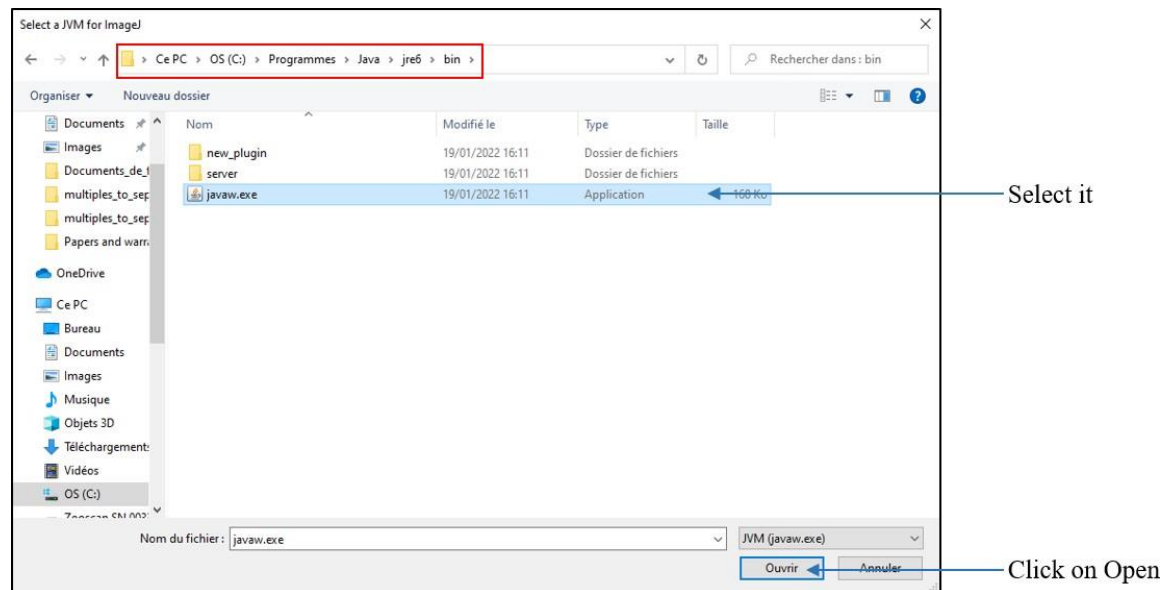 Select a JVM for ImageJ
Ce PC > OS (C:) > Programmes > Java > jre6 > bin >
Rechercher dans : bin
Organiser
Nouveau dossier
Nom
Modifié le
Type
Taille
Documents
Images
Documents_de_f
multiples_to_sep
multiples_to_sep
Papers and warr
OneDrive
Ce PC
Bureau
Documents
Images
Musique
Objets 3D
Téléchargements
Vidéos
OS (C:)
new_plugin 19/01/2022 16:11 Dossier de fichiers
server 19/01/2022 16:11 Dossier de fichiers
javaw.exe 19/01/2022 16:11 Application 168 Ko
Select it
Nom du fichier : javaw.exe
JVM (javaw.exe)
Ouvrir
Annuler
Click on Open